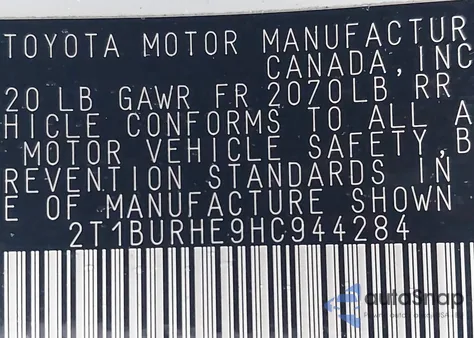 TOYOTA MOTOR MANUFACTUR
CANADA, INC
20 LB GAWR FR 2070LB RR
HICLE CONFORMS TO ALL A
MOTOR VEHICLE SAFETY, B
REVENTION STANDARDS IN
E OF MANUFACTURE SHOWN
2T1BURHE9HC944284
autoSnap